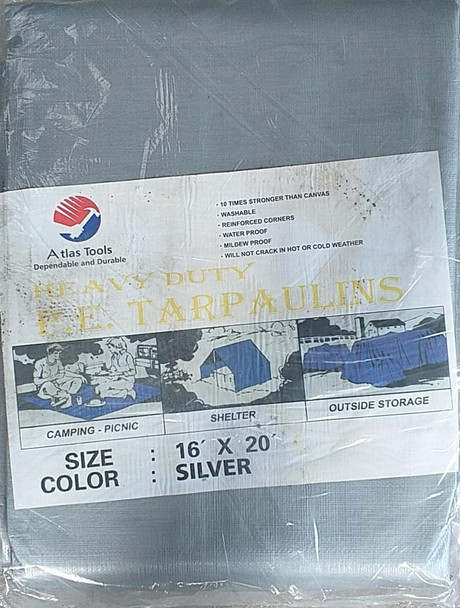 · 10 TIMES STRONGER THAN CANVAS
· WASHABLE
· REINFORCED CORNERS
· WATER PROOF
· MILDEW PROOF
· WILL NOT CRACK IN HOT OR COLD WEATHER
Atlas Tools
Dependable and Durable
HEAVY DUTY
P.E. TARPAULINS
CAMPING - PICNIC
SHELTER
OUTSIDE STORAGE
SIZE : 16´ X 20´
COLOR : SILVER